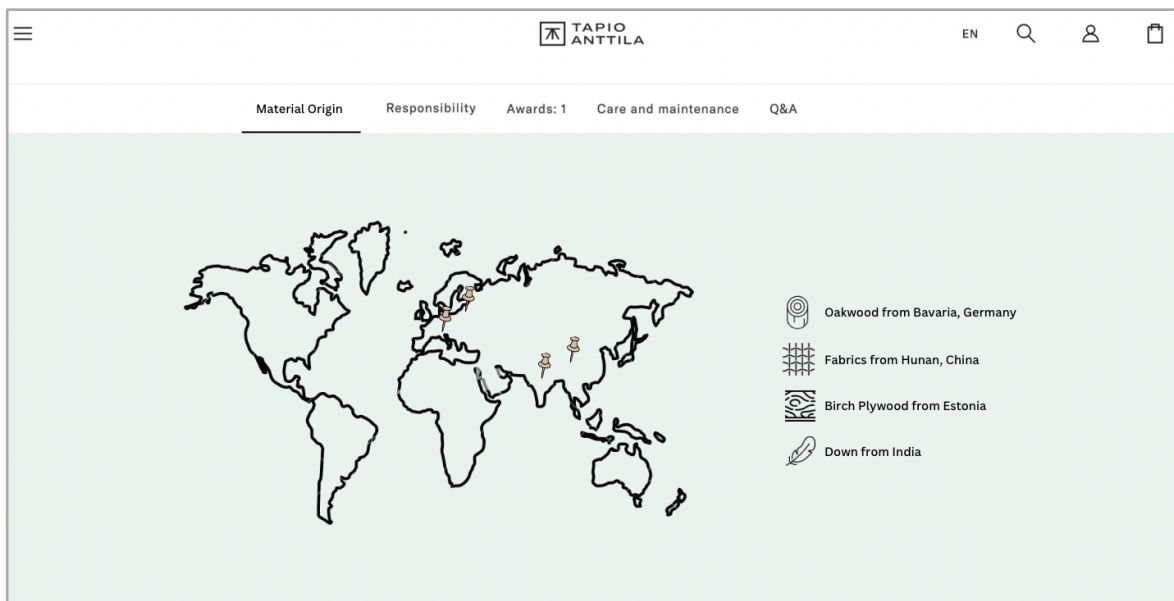 TAPIO
ANTTILA
EN
Material Origin
Responsibility
Awards: 1
Care and maintenance
Q&A
Oakwood from Bavaria, Germany
Fabrics from Hunan, China
Birch Plywood from Estonia
Down from India